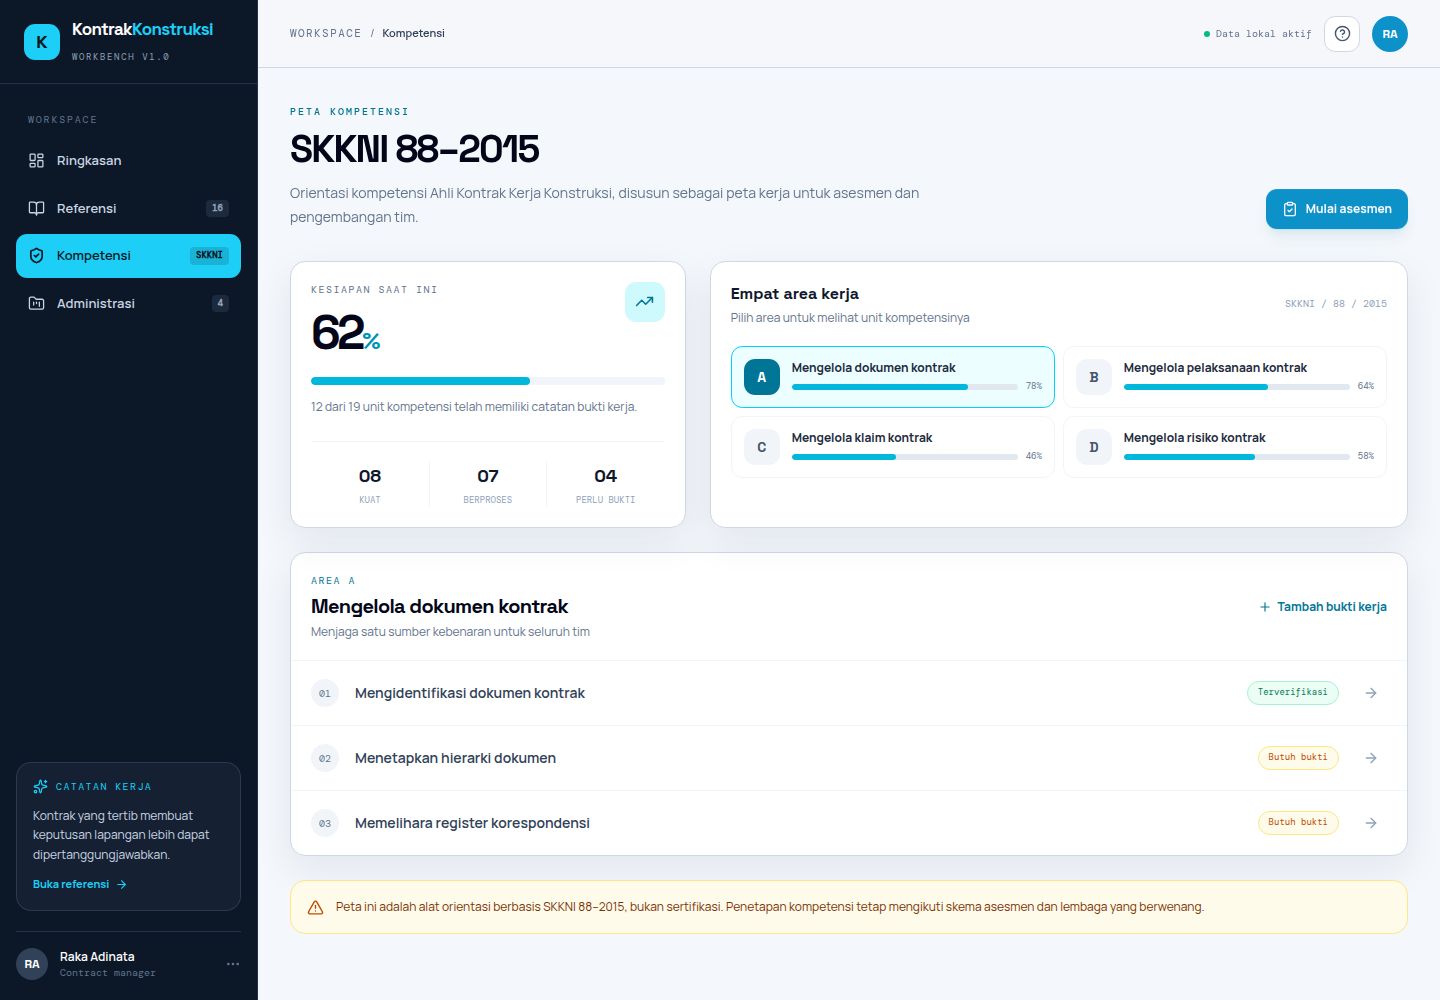 K
KontrakKonstruksi
WORKBENCH V1.0
WORKSPACE
Ringkasan
Referensi 16
Kompetensi SKKNI
Administrasi 4
CATATAN KERJA
Kontrak yang tertib membuat
keputusan lapangan lebih dapat
dipertanggungjawabkan.
Buka referensi
RA
Raka Adinata
Contract manager
WORKSPACE / Kompetensi
Data lokal aktif
RA
PETA KOMPETENSI
SKKNI 88–2015
Orientasi kompetensi Ahli Kontrak Kerja Konstruksi, disusun sebagai peta kerja untuk asesmen dan
pengembangan tim.
Mulai asesmen
KESIAPAN SAAT INI
62%
12 dari 19 unit kompetensi telah memiliki catatan bukti kerja.
08 07 04
KUAT BERPROSES PERLU BUKTI
Empat area kerja
Pilih area untuk melihat unit kompetensinya
SKKNI / 88 / 2015
A Mengelola dokumen kontrak 78%
B Mengelola pelaksanaan kontrak 64%
C Mengelola klaim kontrak 46%
D Mengelola risiko kontrak 58%
AREA A
Mengelola dokumen kontrak
Menjaga satu sumber kebenaran untuk seluruh tim
+ Tambah bukti kerja
01 Mengidentifikasi dokumen kontrak Terverifikasi
02 Menetapkan hierarki dokumen Butuh bukti
03 Memelihara register korespondensi Butuh bukti
Peta ini adalah alat orientasi berbasis SKKNI 88–2015, bukan sertifikasi. Penetapan kompetensi tetap mengikuti skema asesmen dan lembaga yang berwenang.